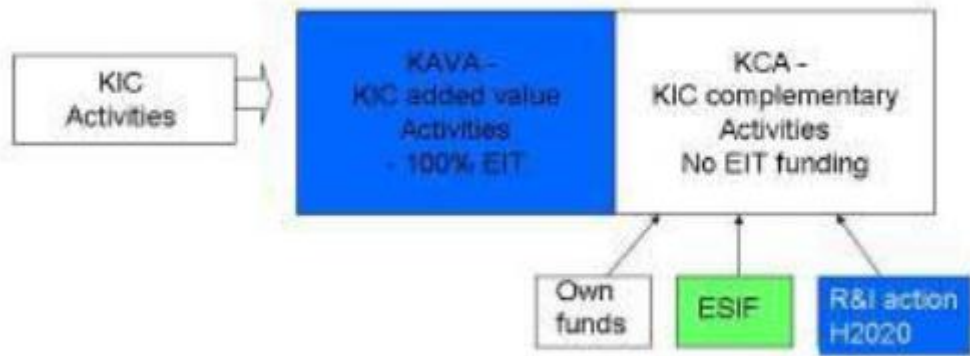 KIC
Activities
KAVA -
KIC added value
Activities
- 100% EIT
KCA -
KIC complementary
Activities
No EIT funding
Own
funds
ESIF
R&I action
H2020